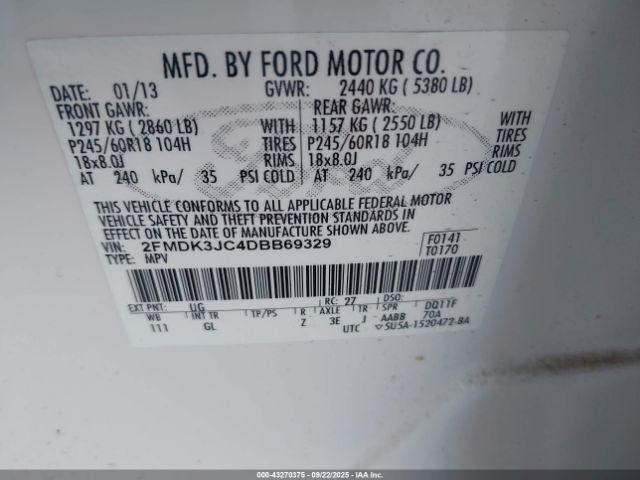 MFD. BY FORD MOTOR CO.
DATE: 01/13 GVWR: 2440 KG ( 5380 LB)
FRONT GAWR: REAR GAWR:
1297 KG ( 2860 LB) WITH 1157 KG ( 2550 LB) WITH
P245/60R18 104H TIRES P245/60R18 104H TIRES
18x8.0J RIMS 18x8.0J RIMS
AT 240 kPa/ 35 PSI COLD AT 240 kPa/ 35 PSI COLD
THIS VEHICLE CONFORMS TO ALL APPLICABLE FEDERAL MOTOR
VEHICLE SAFETY AND THEFT PREVENTION STANDARDS IN
EFFECT ON THE DATE OF MANUFACTURE SHOWN ABOVE.
VIN: 2FMDK3JC4DBB69329 F0141
TYPE: MPV T0170
EXT PNT: UG RC: 27 DSO:
WB INT TR TP/PS R AXLE TR SPR DQ11F
111 GL Z 3E J AABB 70A
UTC 5U5A-1520472-BA
Ford
000-43270375 - 09/22/2025 - IAAI.COM